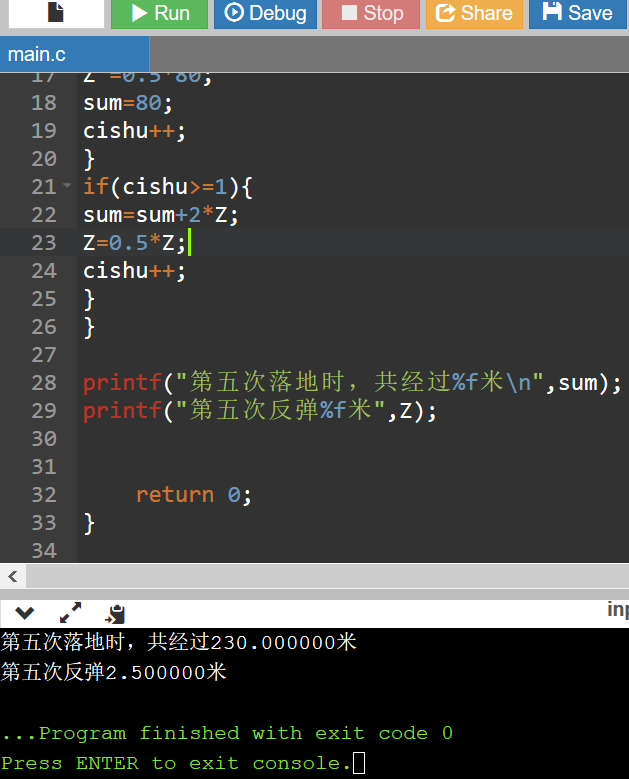 Run Debug Stop Share Save
main.c
17 Z =0.5*80;
18 sum=80;
19 cishu++;
20 }
21 if(cishu>=1){
22 sum=sum+2*Z;
23 Z=0.5*Z;
24 cishu++;
25 }
26 }
27
28 printf("第五次落地时，共经过%f米\n",sum);
29 printf("第五次反弹%f米",Z);
30
31
32 return 0;
33 }
34
inp
第五次落地时，共经过230.000000米
第五次反弹2.500000米
...Program finished with exit code 0
Press ENTER to exit console.